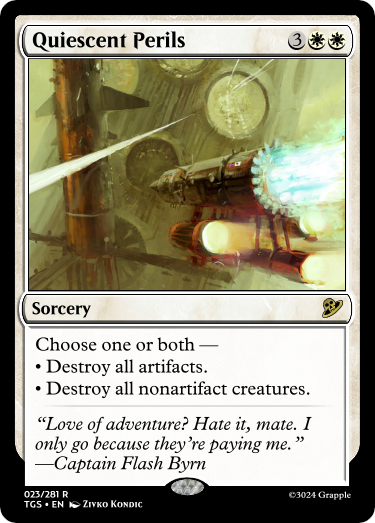 Quiescent Perils 3
Sorcery
Choose one or both —
• Destroy all artifacts.
• Destroy all nonartifact creatures.
“Love of adventure? Hate it, mate. I
only go because they’re paying me.”
—Captain Flash Byrn
023/281 R
TGS • EN Zivko Kondic
©3024 Grapple